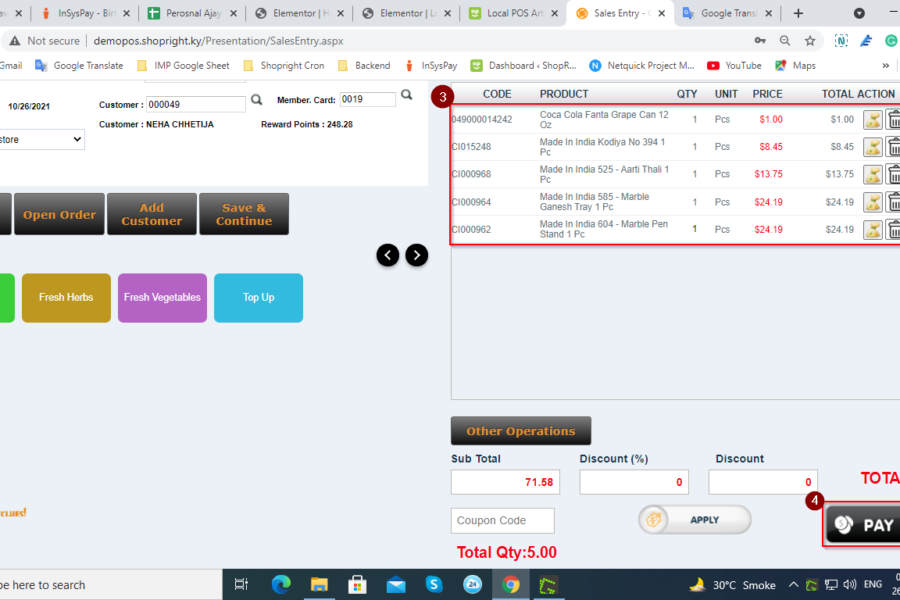 InSysPay - Bir
Perosnal Ajay
Elementor | H
Elementor | L
Local POS Art
Sales Entry -
Google Transl
Not secure | demopos.shopright.ky/Presentation/SalesEntry.aspx
Gmail
Google Translate
IMP Google Sheet
Shopright Cron
Backend
InSysPay
Dashboard ‹ ShopR...
Netquick Project M...
YouTube
Maps
»
10/26/2021
Customer : 000049
Member. Card: 0019
Customer : NEHA CHHETIJA
Reward Points : 248.28
store
Open Order
Add Customer
Save & Continue
Fresh Herbs
Fresh Vegetables
Top Up
3
CODE PRODUCT QTY UNIT PRICE TOTAL ACTION
049000014242 Coca Cola Fanta Grape Can 12 Oz 1 Pcs $1.00 $1.00
CI015248 Made In India Kodiya No 394 1 Pc 1 Pcs $8.45 $8.45
CI000968 Made In India 525 - Aarti Thali 1 Pc 1 Pcs $13.75 $13.75
CI000964 Made In India 585 - Marble Ganesh Tray 1 Pc 1 Pcs $24.19 $24.19
CI000962 Made In India 604 - Marble Pen Stand 1 Pc 1 Pcs $24.19 $24.19
Other Operations
Sub Total
Discount (%)
Discount
71.58
0
0
TOTA
4
PAY
Coupon Code
APPLY
Total Qty:5.00
pe here to search
24
30°C Smoke
ENG